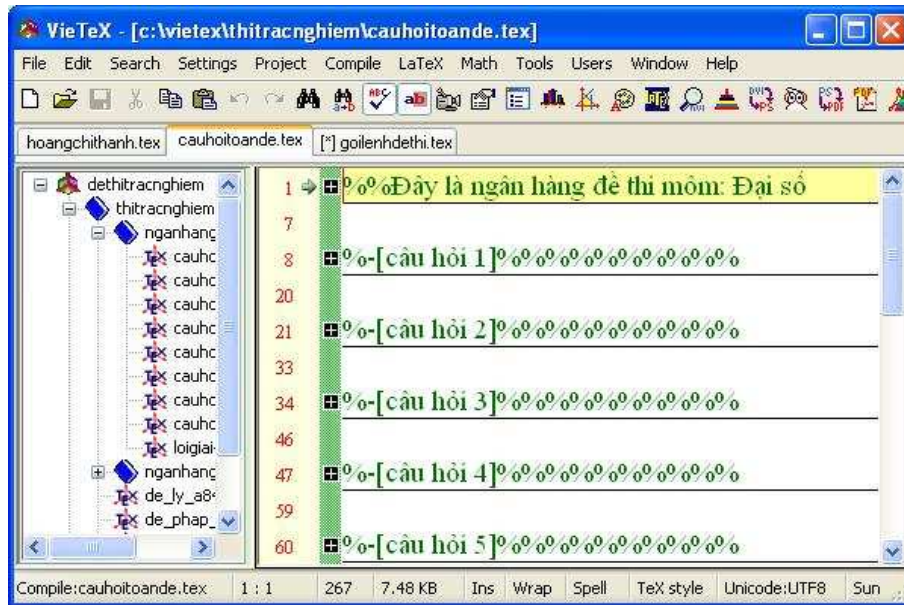 VieTeX - [c:\vietex\thitracnghiem\cauhoitoande.tex]
File Edit Search Settings Project Compile LaTeX Math Tools Users Window Help
hoangchithanh.tex cauhoitoande.tex [*] goilenhdethi.tex
dethitracnghiem
thitracnghiem
nganhang
cauhc
cauhc
cauhc
cauhc
cauhc
cauhc
cauhc
cauhc
loigiai-
nganhang
de_ly_a8
de_phap_
1 %%Đây là ngân hàng đề thi môm: Đại số
7
8 %-[câu hỏi 1]%%%%%%%%%%
20
21 %-[câu hỏi 2]%%%%%%%%%%
33
34 %-[câu hỏi 3]%%%%%%%%%%
46
47 %-[câu hỏi 4]%%%%%%%%%%
59
60 %-[câu hỏi 5]%%%%%%%%%%
Compile:cauhoitoande.tex 1 : 1 267 7.48 KB Ins Wrap Spell TeX style Unicode:UTF8 Sun